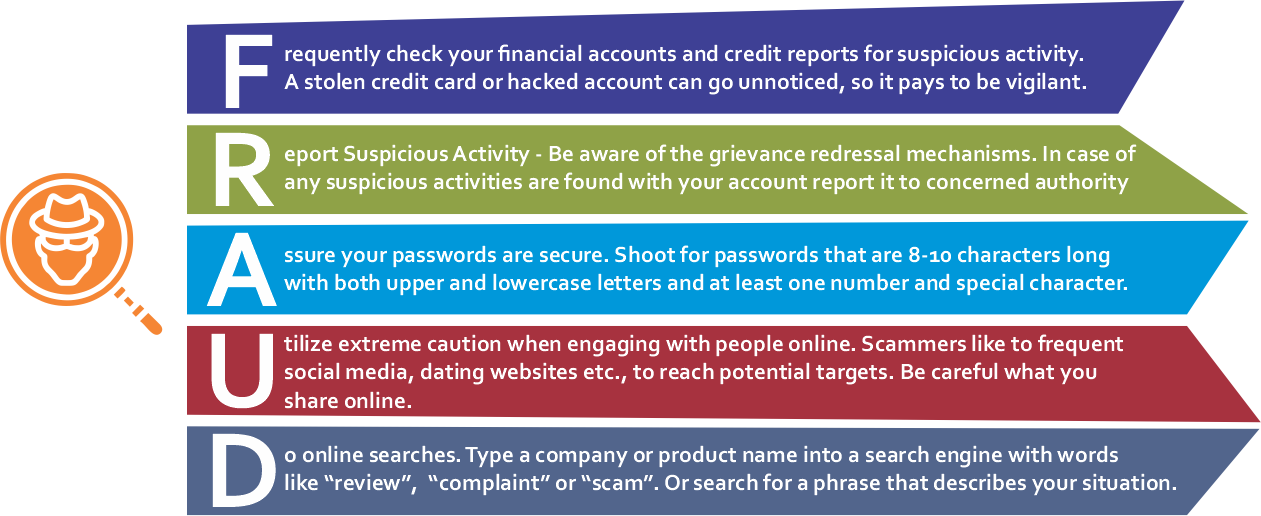 Frequently check your financial accounts and credit reports for suspicious activity.
A stolen credit card or hacked account can go unnoticed, so it pays to be vigilant.
Report Suspicious Activity - Be aware of the grievance redressal mechanisms. In case of
any suspicious activities are found with your account report it to concerned authority
Assure your passwords are secure. Shoot for passwords that are 8-10 characters long
with both upper and lowercase letters and at least one number and special character.
Utilize extreme caution when engaging with people online. Scammers like to frequent
social media, dating websites etc., to reach potential targets. Be careful what you
share online.
Do online searches. Type a company or product name into a search engine with words
like “review”, “complaint” or “scam”. Or search for a phrase that describes your situation.